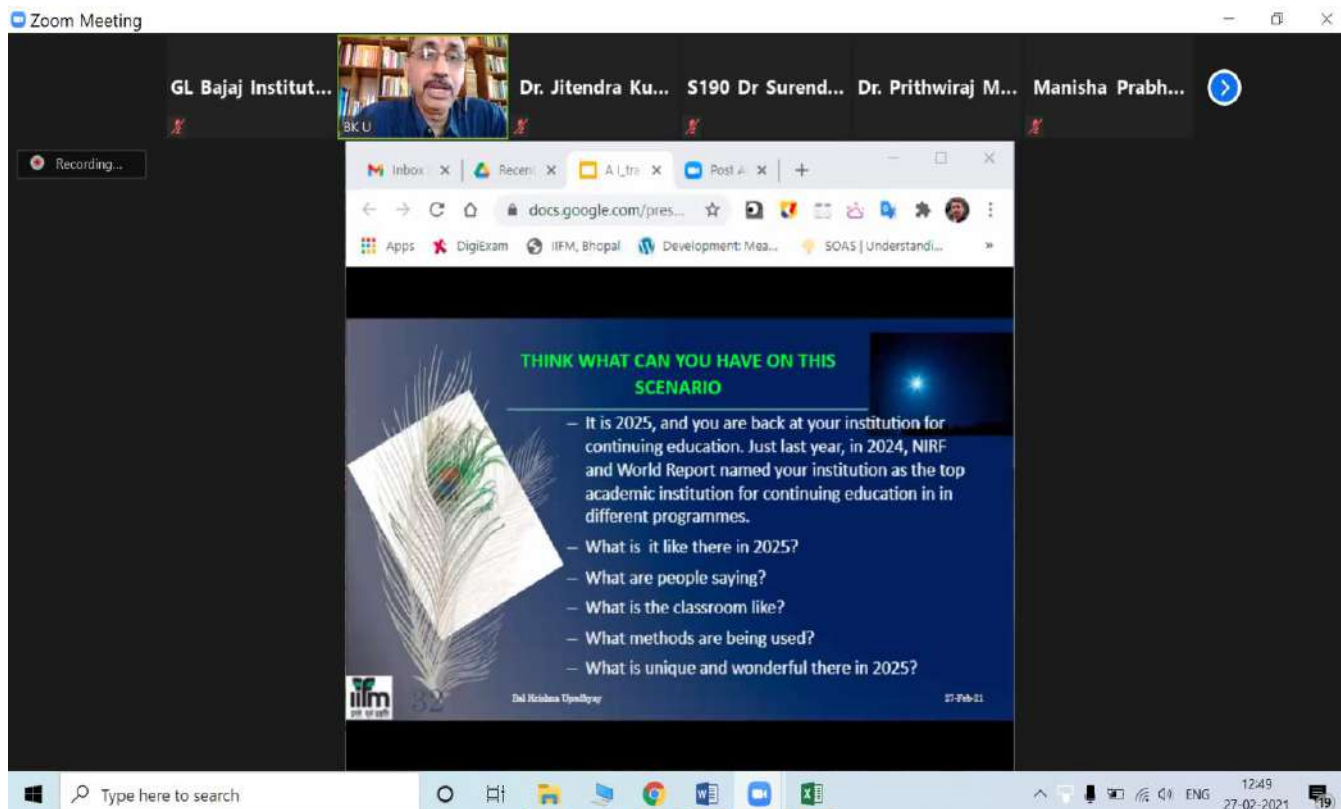 Zoom Meeting
GL Bajaj Institut...
BK U
Dr. Jitendra Ku...
S190 Dr Surend...
Dr. Prithwiraj M...
Manisha Prabh...
Recording...
Inbox
Recent
A I_tra
Post A
docs.google.com/pres...
Apps
DigiExam
IIFM, Bhopal
Development: Mea...
SOAS | Understandi...
»
THINK WHAT CAN YOU HAVE ON THIS
SCENARIO
– It is 2025, and you are back at your institution for
continuing education. Just last year, in 2024, NIRF
and World Report named your institution as the top
academic institution for continuing education in in
different programmes.
– What is it like there in 2025?
– What are people saying?
– What is the classroom like?
– What methods are being used?
– What is unique and wonderful there in 2025?
iifm
32
Bal Krishna Upadhyay
27-Feb-21
Type here to search
ENG
12:49
27-02-2021